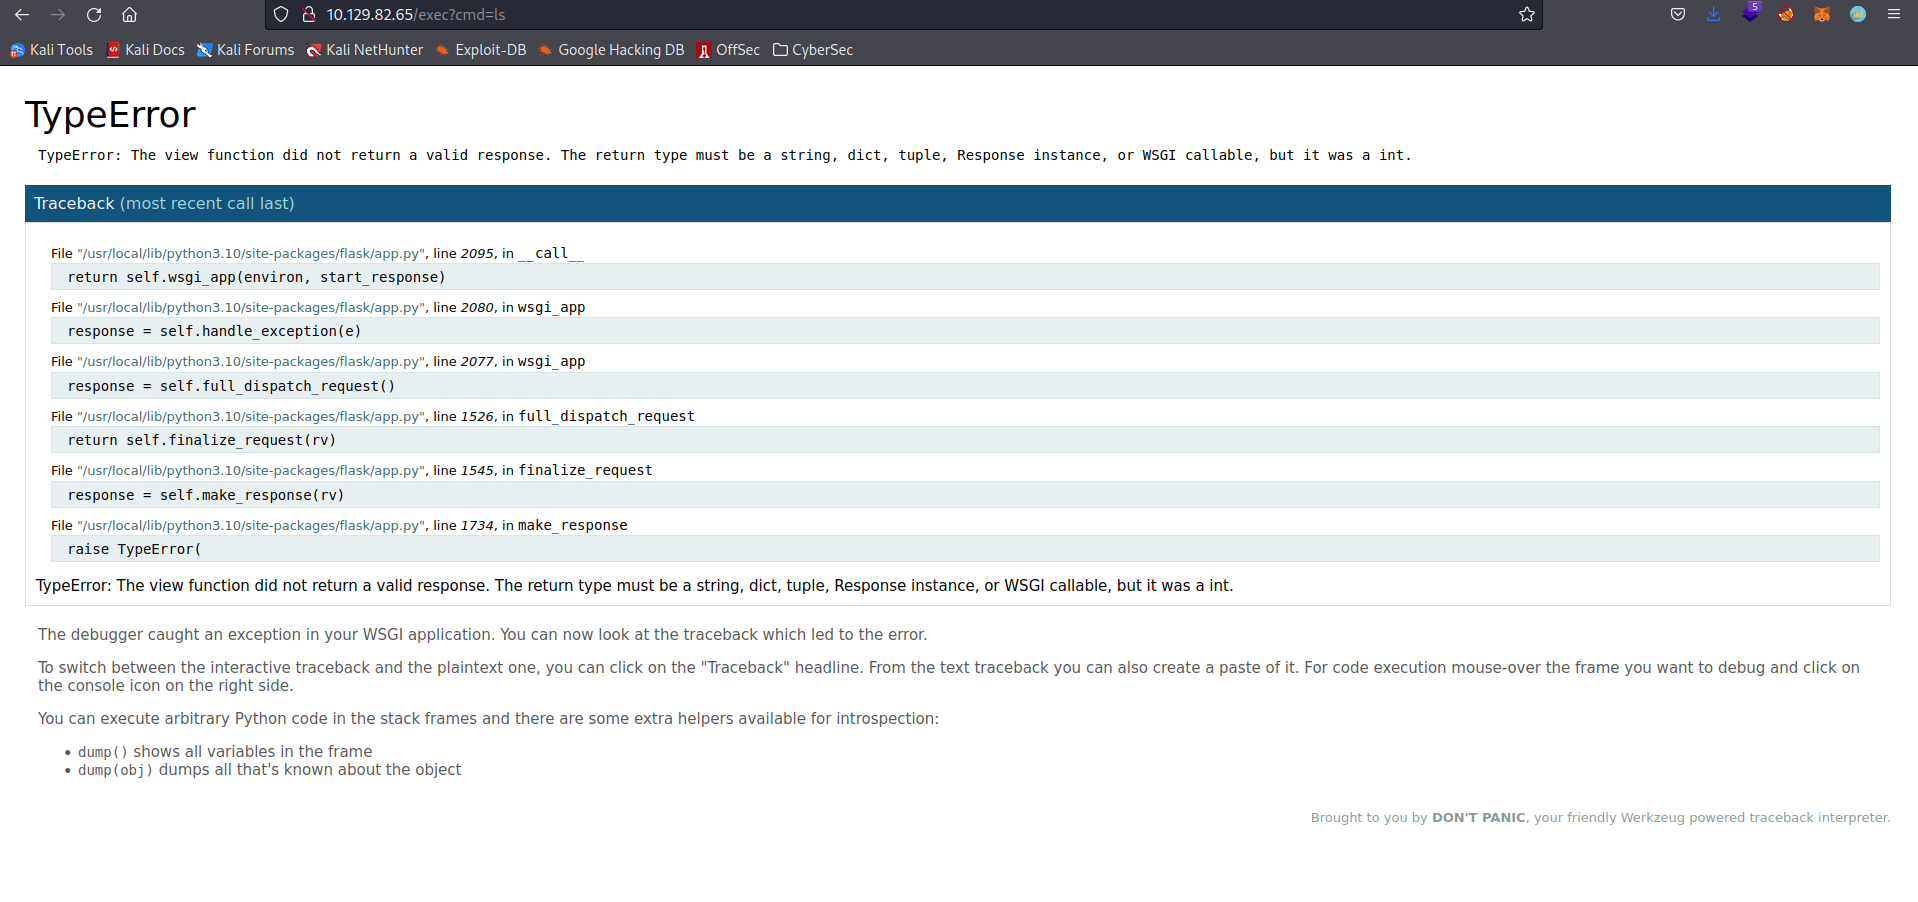 10.129.82.65/exec?cmd=ls
5
Kali Tools Kali Docs Kali Forums Kali NetHunter Exploit-DB Google Hacking DB OffSec CyberSec
TypeError
TypeError: The view function did not return a valid response. The return type must be a string, dict, tuple, Response instance, or WSGI callable, but it was a int.
Traceback (most recent call last)
File "/usr/local/lib/python3.10/site-packages/flask/app.py", line 2095, in __call__
return self.wsgi_app(environ, start_response)
File "/usr/local/lib/python3.10/site-packages/flask/app.py", line 2080, in wsgi_app
response = self.handle_exception(e)
File "/usr/local/lib/python3.10/site-packages/flask/app.py", line 2077, in wsgi_app
response = self.full_dispatch_request()
File "/usr/local/lib/python3.10/site-packages/flask/app.py", line 1526, in full_dispatch_request
return self.finalize_request(rv)
File "/usr/local/lib/python3.10/site-packages/flask/app.py", line 1545, in finalize_request
response = self.make_response(rv)
File "/usr/local/lib/python3.10/site-packages/flask/app.py", line 1734, in make_response
raise TypeError(
TypeError: The view function did not return a valid response. The return type must be a string, dict, tuple, Response instance, or WSGI callable, but it was a int.
The debugger caught an exception in your WSGI application. You can now look at the traceback which led to the error.
To switch between the interactive traceback and the plaintext one, you can click on the "Traceback" headline. From the text traceback you can also create a paste of it. For code execution mouse-over the frame you want to debug and click on
the console icon on the right side.
You can execute arbitrary Python code in the stack frames and there are some extra helpers available for introspection:
• dump() shows all variables in the frame
• dump(obj) dumps all that's known about the object
Brought to you by DON'T PANIC, your friendly Werkzeug powered traceback interpreter.